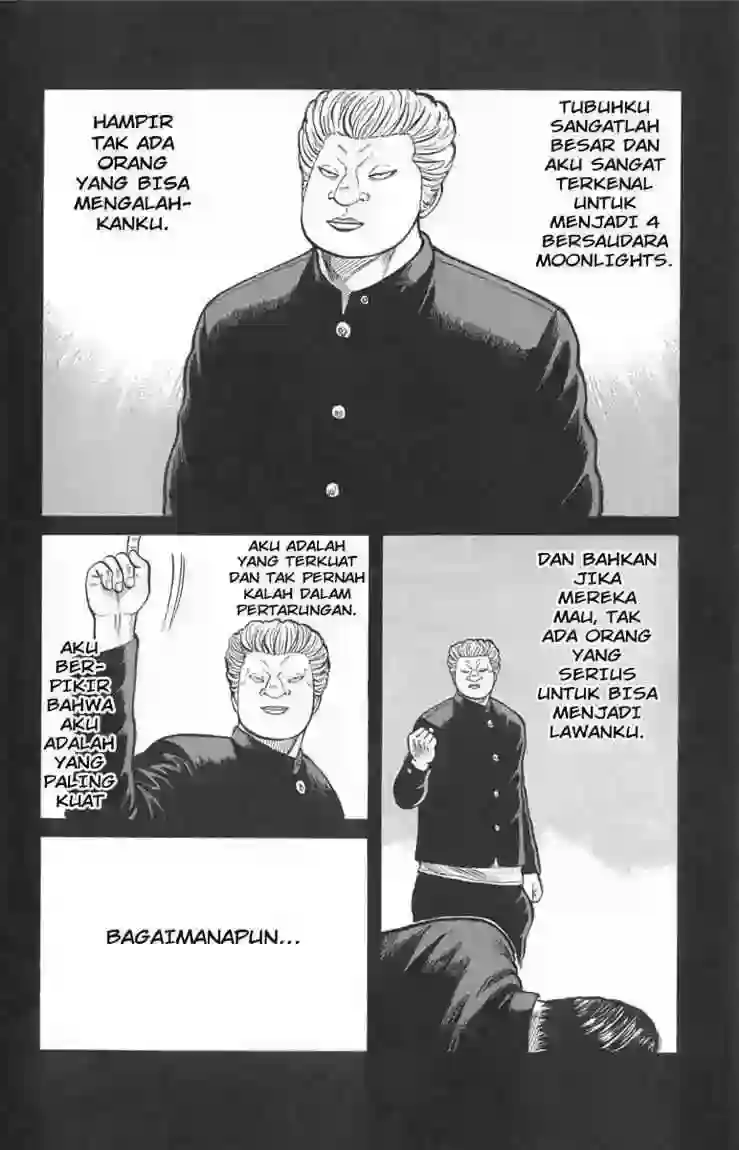 TUBUHKU
SANGATLAH
BESAR DAN
AKU SANGAT
TERKENAL
UNTUK
MENJADI 4
BERSAUDARA
MOONLIGHTS.
HAMPIR
TAK ADA
ORANG
YANG BISA
MENGALAH-
KANKU.
DAN BAHKAN
JIKA
MEREKA
MAU, TAK
ADA ORANG
YANG
SERIUS
UNTUK BISA
MENJADI
LAWANKU.
AKU ADALAH
YANG TERKUAT
DAN TAK PERNAH
KALAH DALAM
PERTARUNGAN.
AKU
BER-
PIKIR
BAHWA
AKU
ADALAH
YANG
PALING
KUAT
BAGAIMANAPUN...